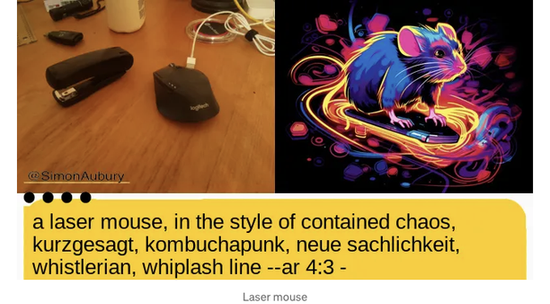 logitech
@SimonAubury
a laser mouse, in the style of contained chaos,
kurzgesagt, kombuchapunk, neue sachlichkeit,
whistlerian, whiplash line --ar 4:3 -
Laser mouse